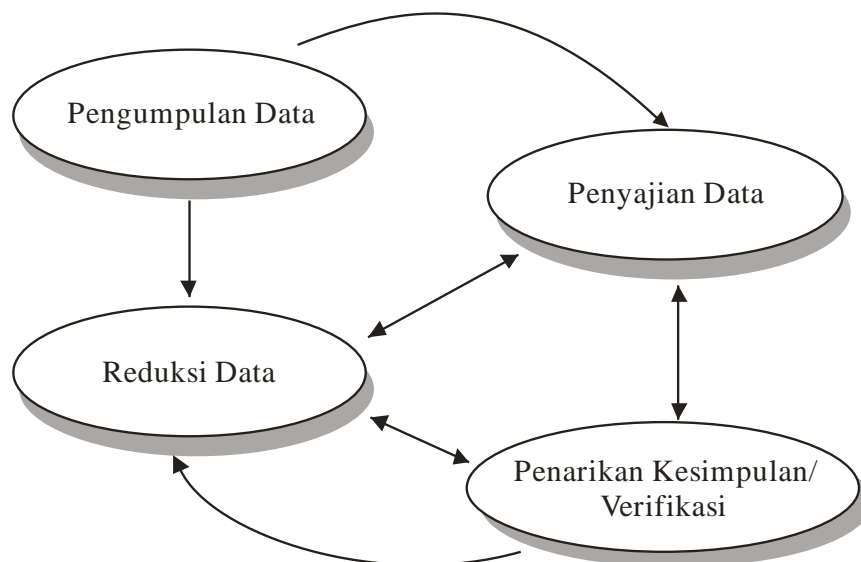 Pengumpulan Data
Penyajian Data
Reduksi Data
Penarikan Kesimpulan/
Verifikasi